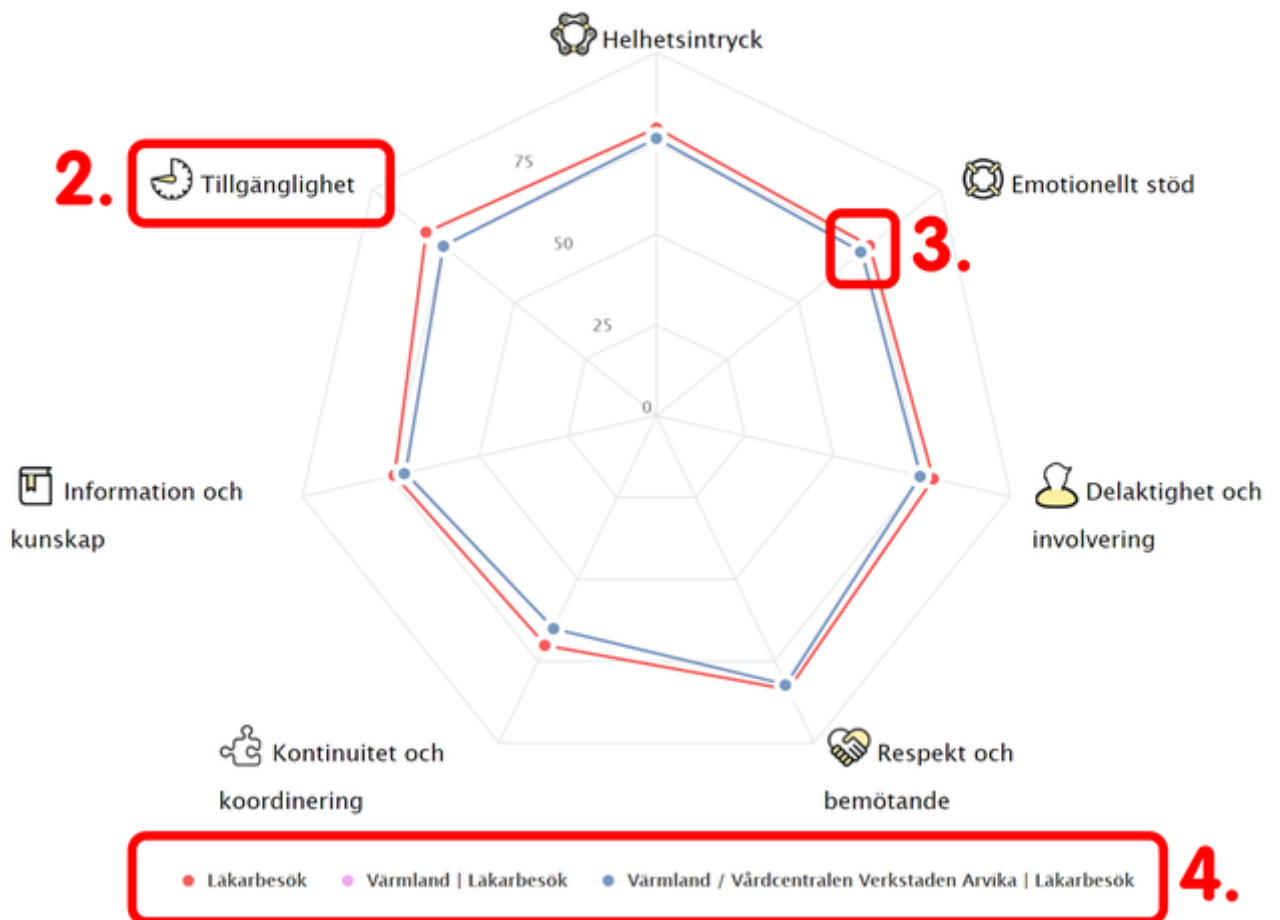 Helhetsintryck
2.
Tillgänglighet
75
Emotionellt stöd
3.
50
25
0
Information och
kunskap
Delaktighet och
involvering
Kontinuitet och
koordinering
Respekt och
bemötande
Läkarbesök
Värmland | Läkarbesök
Värmland / Vårdcentralen Verkstaden Arvika | Läkarbesök
4.